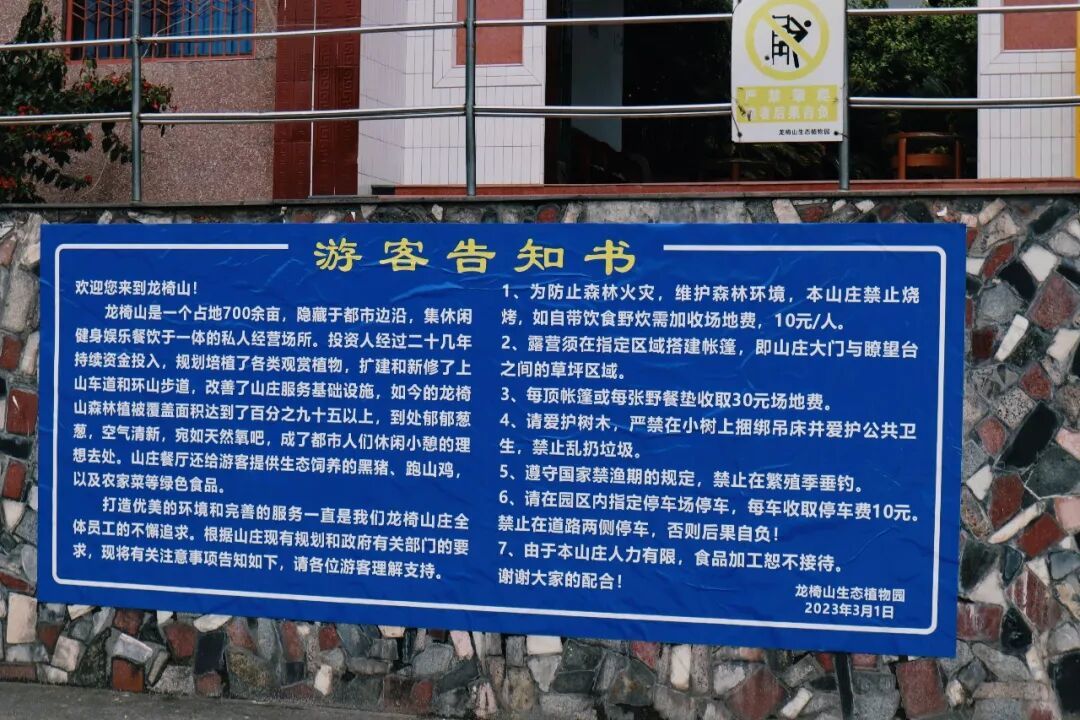 严禁攀爬
违者后果自负
龙椅山生态植物园
游客告知书
欢迎您来到龙椅山！
龙椅山是一个占地700余亩，隐藏于都市边沿，集休闲
健身娱乐餐饮于一体的私人经营场所。投资人经过二十几年
持续资金投入，规划培植了各类观赏植物，扩建和新修了上
山车道和环山步道，改善了山庄服务基础设施，如今的龙椅
山森林植被覆盖面积达到了百分之九十五以上，到处郁郁葱
葱，空气清新，宛如天然氧吧，成了都市人们休闲小憩的理
想去处。山庄餐厅还给游客提供生态饲养的黑猪、跑山鸡，
以及农家菜等绿色食品。
打造优美的环境和完善的服务一直是我们龙椅山庄全
体员工的不懈追求。根据山庄现有规划和政府有关部门的要
求，现将有关注意事项告知如下，请各位游客理解支持。
1、为防止森林火灾，维护森林环境，本山庄禁止烧
烤，如自带饮食野炊需加收场地费，10元/人。
2、露营须在指定区域搭建帐篷，即山庄大门与瞭望台
之间的草坪区域。
3、每顶帐篷或每张野餐垫收取30元场地费。
4、请爱护树木，严禁在小树上捆绑吊床并爱护公共卫
生，禁止乱扔垃圾。
5、遵守国家禁渔期的规定，禁止在繁殖季垂钓。
6、请在园区内指定停车场停车，每车收取停车费10元。
禁止在道路两侧停车，否则后果自负！
7、由于本山庄人力有限，食品加工恕不接待。
谢谢大家的配合！
龙椅山生态植物园
2023年3月1日